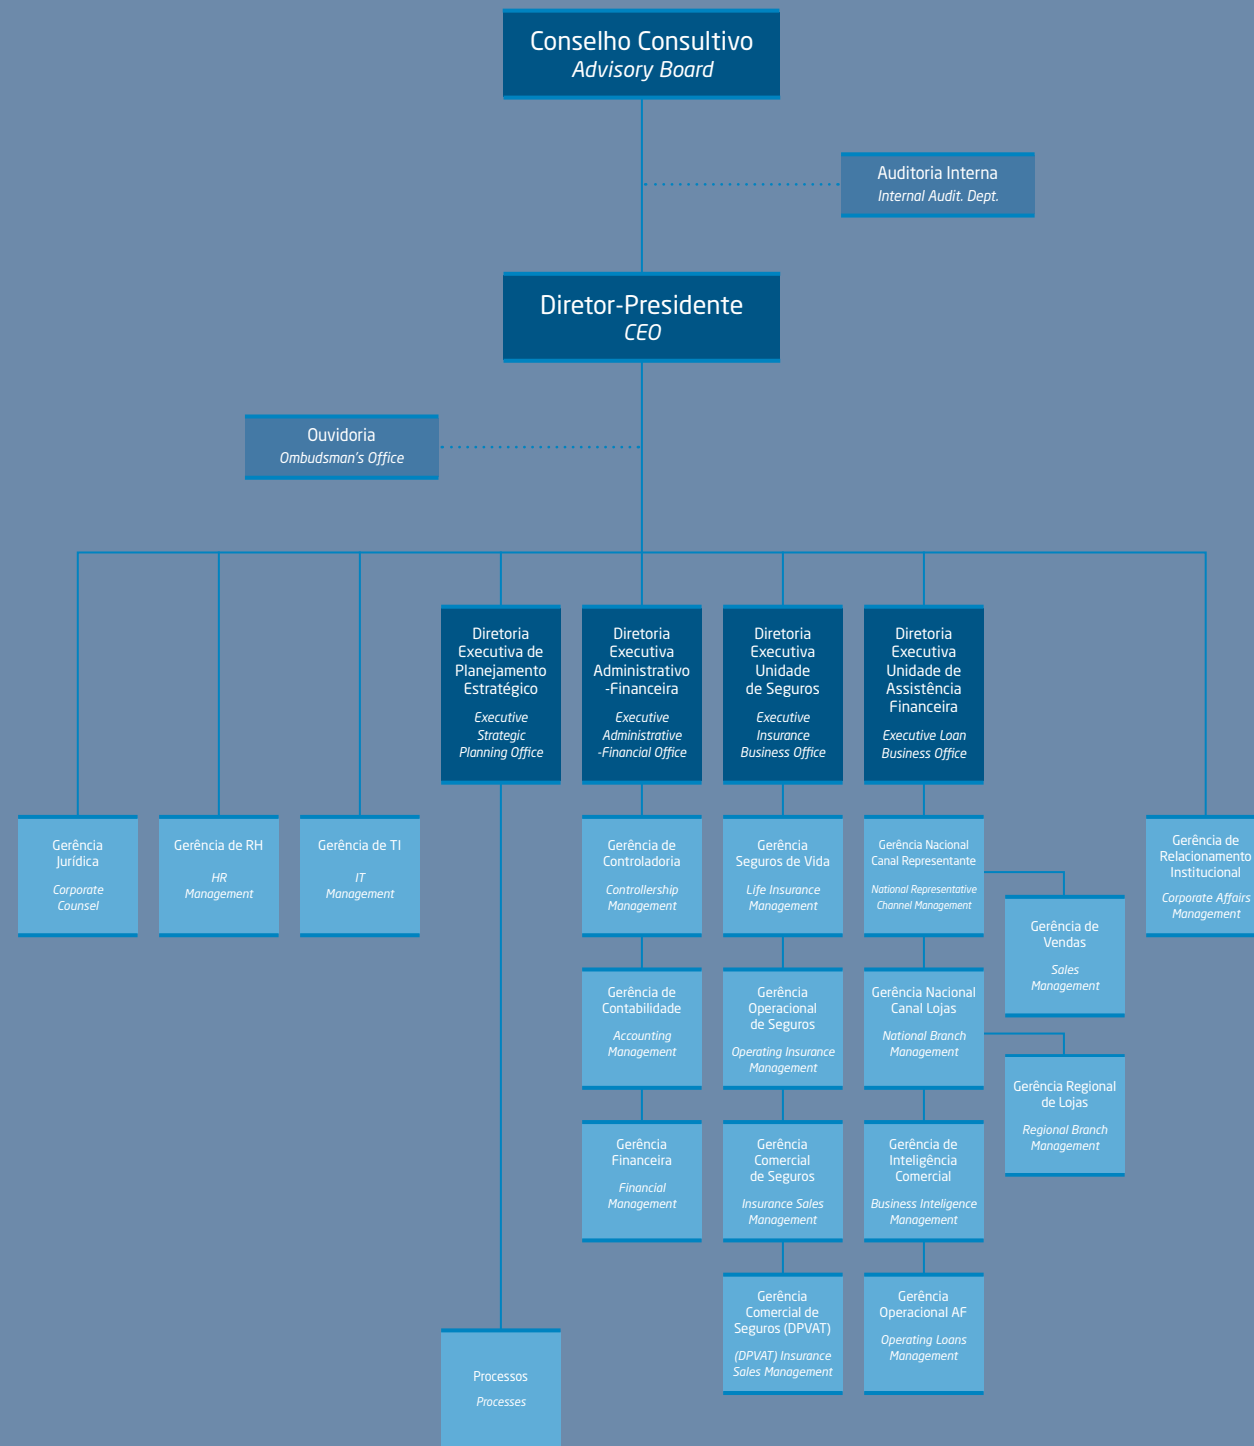 Conselho Consultivo
Advisory Board
Auditoria Interna
Internal Audit. Dept.
Diretor-Presidente
CEO
Ouvidoria
Ombudsman's Office
Diretoria
Executiva de
Planejamento
Estratégico
Executive
Strategic
Planning Office
Diretoria
Executiva
Administrativo
-Financeira
Executive
Administrative
-Financial Office
Diretoria
Executiva
Unidade
de Seguros
Executive
Insurance
Business Office
Diretoria
Executiva
Unidade de
Assistência
Financeira
Executive Loan
Business Office
Gerência
Jurídica
Corporate
Counsel
Gerência de RH
HR
Management
Gerência de TI
IT
Management
Gerência de
Controladoria
Controllership
Management
Gerência
Seguros de Vida
Life Insurance
Management
Gerência Nacional
Canal Representante
National Representative
Channel Management
Gerência de
Relacionamento
Institucional
Corporate Affairs
Management
Gerência de
Vendas
Sales
Management
Gerência de
Contabilidade
Accounting
Management
Gerência
Operacional
de Seguros
Operating Insurance
Management
Gerência Nacional
Canal Lojas
National Branch
Management
Gerência Regional
de Lojas
Regional Branch
Management
Gerência
Financeira
Financial
Management
Gerência
Comercial
de Seguros
Insurance Sales
Management
Gerência de
Inteligência
Comercial
Business Inteligence
Management
Gerência
Comercial de
Seguros (DPVAT)
(DPVAT) Insurance
Sales Management
Gerência
Operacional AF
Operating Loans
Management
Processos
Processes